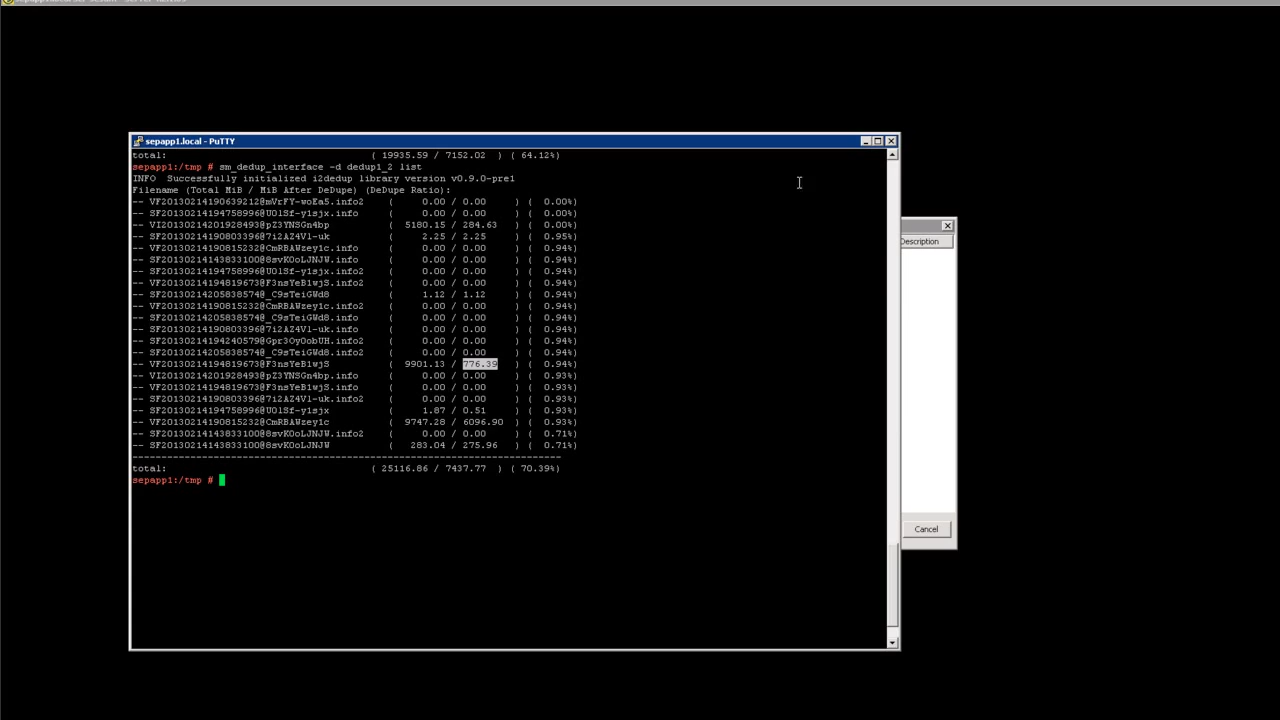 sepapp1.local - PuTTY
total: ( 19935.59 / 7152.02 ) ( 64.12%)
sepapp1:/tmp # sm_dedup_interface -d dedup1_2 list
INFO Successfully initialized i2dedup library version v0.9.0-pre1
Filename (Total MiB / MiB After DeDupe) (DeDupe Ratio):
-- VF20130214190639212@mVrFY-woEa5.info2 ( 0.00 / 0.00 ) ( 0.00%)
-- SF20130214194758996@UOlSf-y1sjx.info ( 0.00 / 0.00 ) ( 0.00%)
-- VI20130214201928493@pZ3YNSGn4bp ( 5180.15 / 284.63 ) ( 0.00%)
-- SF20130214190803396@7i2AZ4Vl-uk ( 2.25 / 2.25 ) ( 0.95%)
-- VF20130214190815232@CmRBAWzey1c.info ( 0.00 / 0.00 ) ( 0.94%)
-- SF20130214143833100@8svKOoLJNJW.info ( 0.00 / 0.00 ) ( 0.94%)
-- SF20130214194758996@UOlSf-y1sjx.info2 ( 0.00 / 0.00 ) ( 0.94%)
-- VF20130214194819673@F3nsYeB1wjS.info2 ( 0.00 / 0.00 ) ( 0.94%)
-- SF20130214205838574@_C9sTeiGWd8 ( 1.12 / 1.12 ) ( 0.94%)
-- VF20130214190815232@CmRBAWzey1c.info2 ( 0.00 / 0.00 ) ( 0.94%)
-- SF20130214205838574@_C9sTeiGWd8.info ( 0.00 / 0.00 ) ( 0.94%)
-- SF20130214190803396@7i2AZ4Vl-uk.info ( 0.00 / 0.00 ) ( 0.94%)
-- SF20130214194240579@Gpr3OyOobUH.info2 ( 0.00 / 0.00 ) ( 0.94%)
-- SF20130214205838574@_C9sTeiGWd8.info2 ( 0.00 / 0.00 ) ( 0.94%)
-- VF20130214194819673@F3nsYeB1wjS ( 9901.13 / 776.39 ) ( 0.94%)
-- VI20130214201928493@pZ3YNSGn4bp.info ( 0.00 / 0.00 ) ( 0.93%)
-- VF20130214194819673@F3nsYeB1wjS.info ( 0.00 / 0.00 ) ( 0.93%)
-- SF20130214190803396@7i2AZ4Vl-uk.info2 ( 0.00 / 0.00 ) ( 0.93%)
-- SF20130214194758996@UOlSf-y1sjx ( 1.87 / 0.51 ) ( 0.93%)
-- VF20130214190815232@CmRBAWzey1c ( 9747.28 / 6096.90 ) ( 0.93%)
-- SF20130214143833100@8svKOoLJNJW.info2 ( 0.00 / 0.00 ) ( 0.71%)
-- SF20130214143833100@8svKOoLJNJW ( 283.04 / 275.96 ) ( 0.71%)
total: ( 25116.86 / 7437.77 ) ( 70.39%)
sepapp1:/tmp #
Description
Cancel